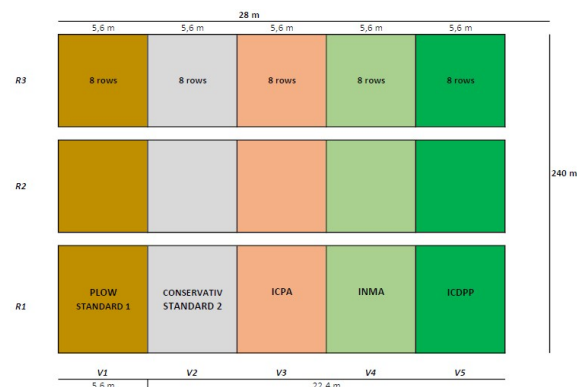 28 m
5,6 m 5,6 m 5,6 m 5,6 m 5,6 m
R3 8 rows 8 rows 8 rows 8 rows 8 rows
R2
240 m
R1 PLOW STANDARD 1 CONSERVATIV STANDARD 2 ICPA INMA ICDPP
V1 V2 V3 V4 V5
5,6 m 22,4 m